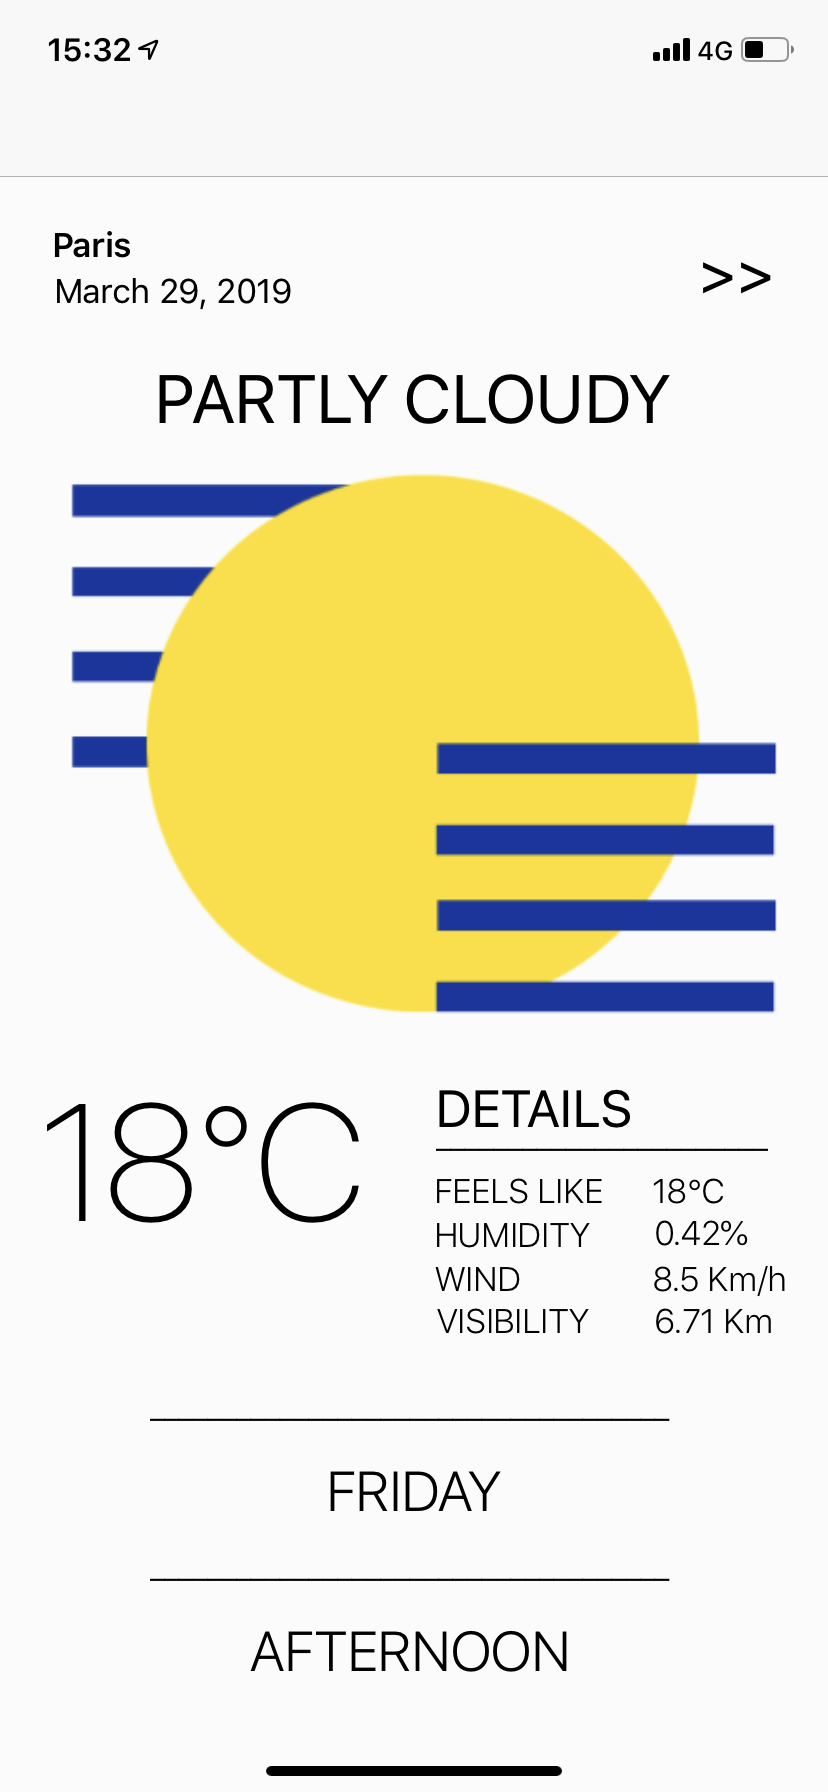 15:32 4G
Paris
March 29, 2019
>>
PARTLY CLOUDY
18°C
DETAILS
FEELS LIKE 18°C
HUMIDITY 0.42%
WIND 8.5 Km/h
VISIBILITY 6.71 Km
FRIDAY
AFTERNOON